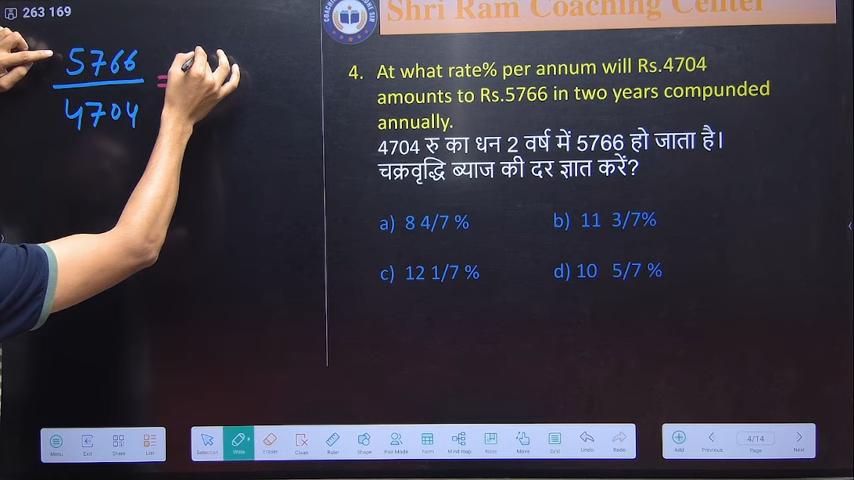 263 169
Shri Ram Coaching Center
5766
4704
=
4. At what rate% per annum will Rs.4704
amounts to Rs.5766 in two years compunded
annually.
4704 रु का धन 2 वर्ष में 5766 हो जाता है।
चक्रवृद्धि ब्याज की दर ज्ञात करें?
a) 8 4/7 % b) 11 3/7%
c) 12 1/7 % d) 10 5/7 %
Menu Exit Share List
Selection Write Eraser Clean Ruler Shape Form Mind map Note Move Undo Redo
Add Previous 4/14 Page Next